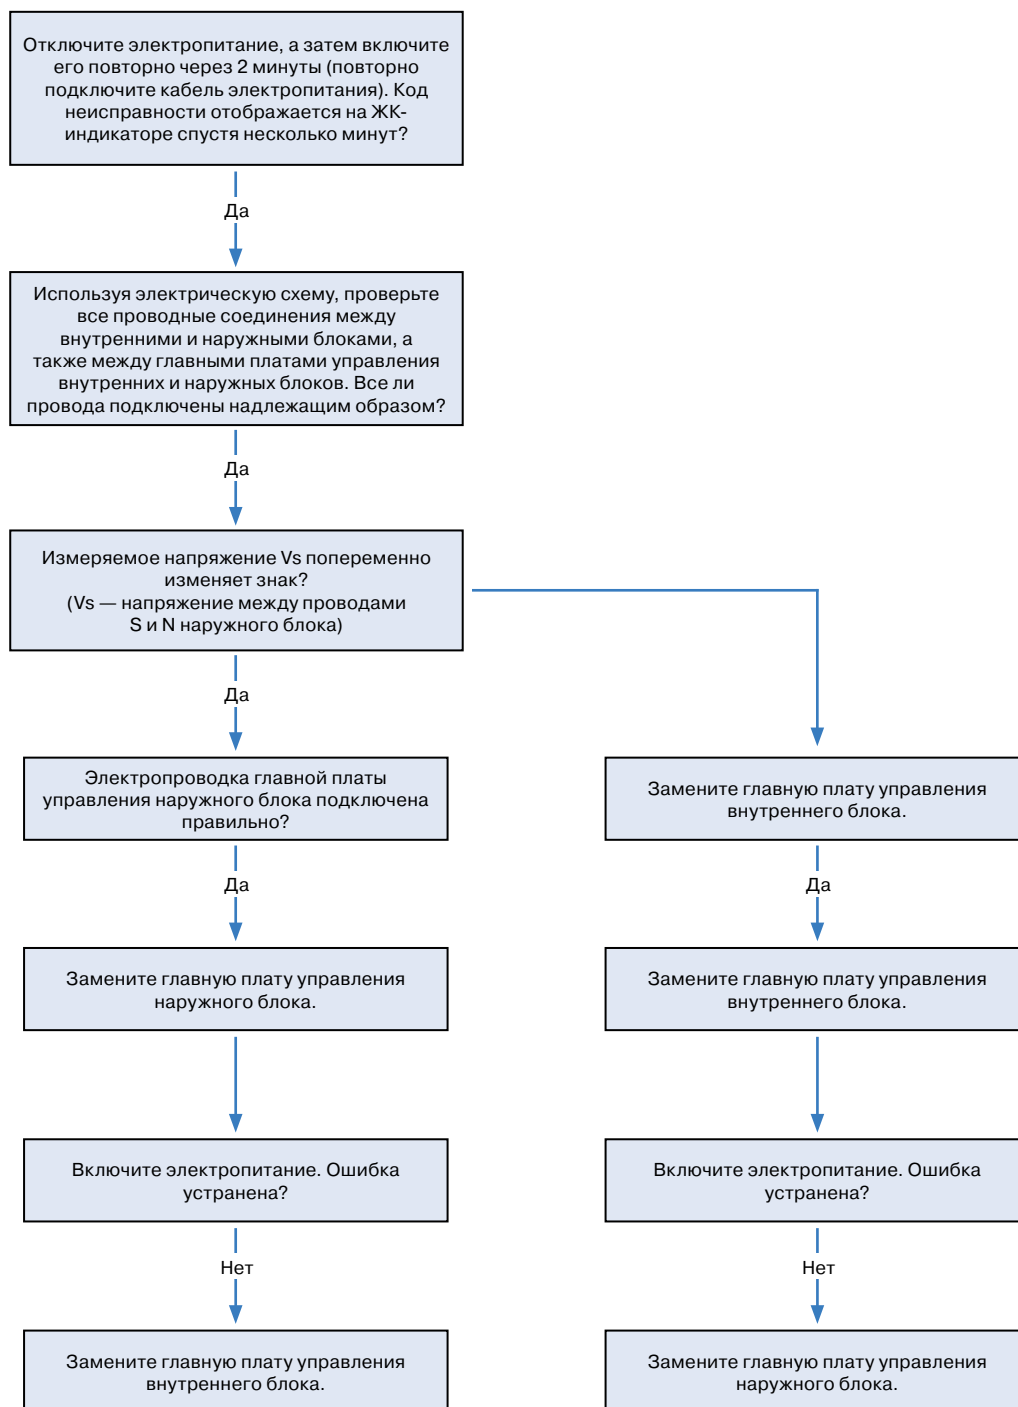 Отключите электропитание, а затем включите
его повторно через 2 минуты (повторно
подключите кабель электропитания). Код
неисправности отображается на ЖК-
индикаторе спустя несколько минут?
Да
Используя электрическую схему, проверьте
все проводные соединения между
внутренними и наружными блоками, а
также между главными платами управления
внутренних и наружных блоков. Все ли
провода подключены надлежащим образом?
Да
Измеряемое напряжение Vs попеременно
изменяет знак?
(Vs — напряжение между проводами
S и N наружного блока)
Да
Электропроводка главной платы
управления наружного блока подключена
правильно?
Замените главную плату управления
внутреннего блока.
Да
Да
Замените главную плату управления
наружного блока.
Замените главную плату управления
внутреннего блока.
Включите электропитание. Ошибка
устранена?
Включите электропитание. Ошибка
устранена?
Нет
Нет
Замените главную плату управления
внутреннего блока.
Замените главную плату управления
наружного блока.